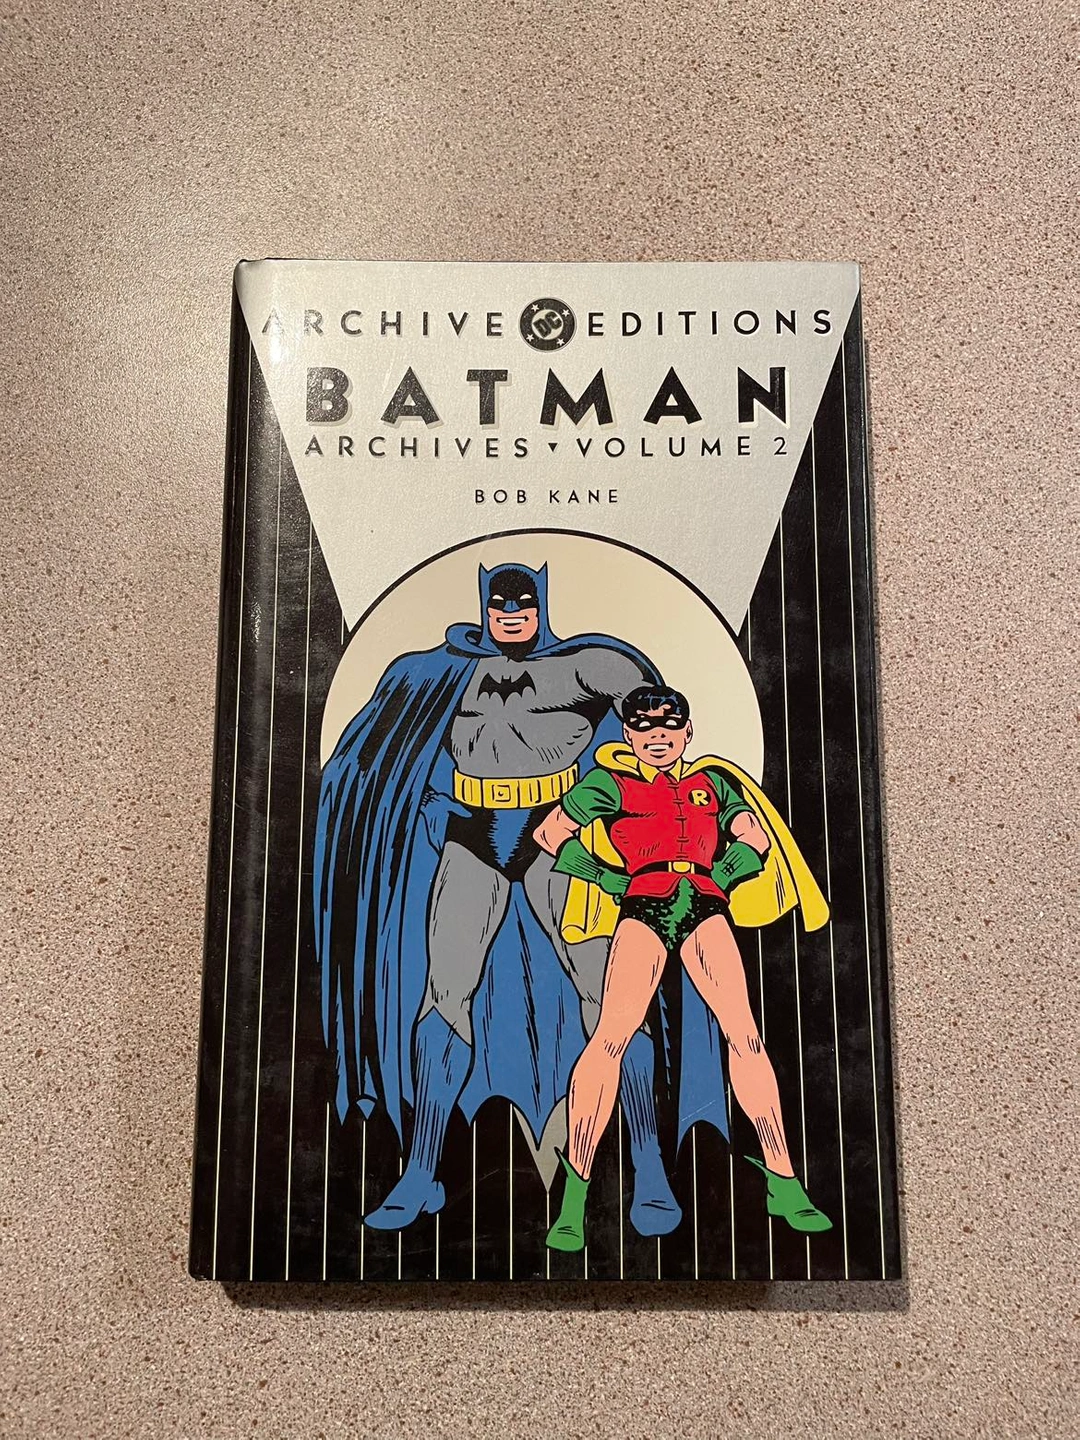 ARCHIVE DC EDITIONS
BATMAN
ARCHIVES ▾ VOLUME 2
BOB KANE
R